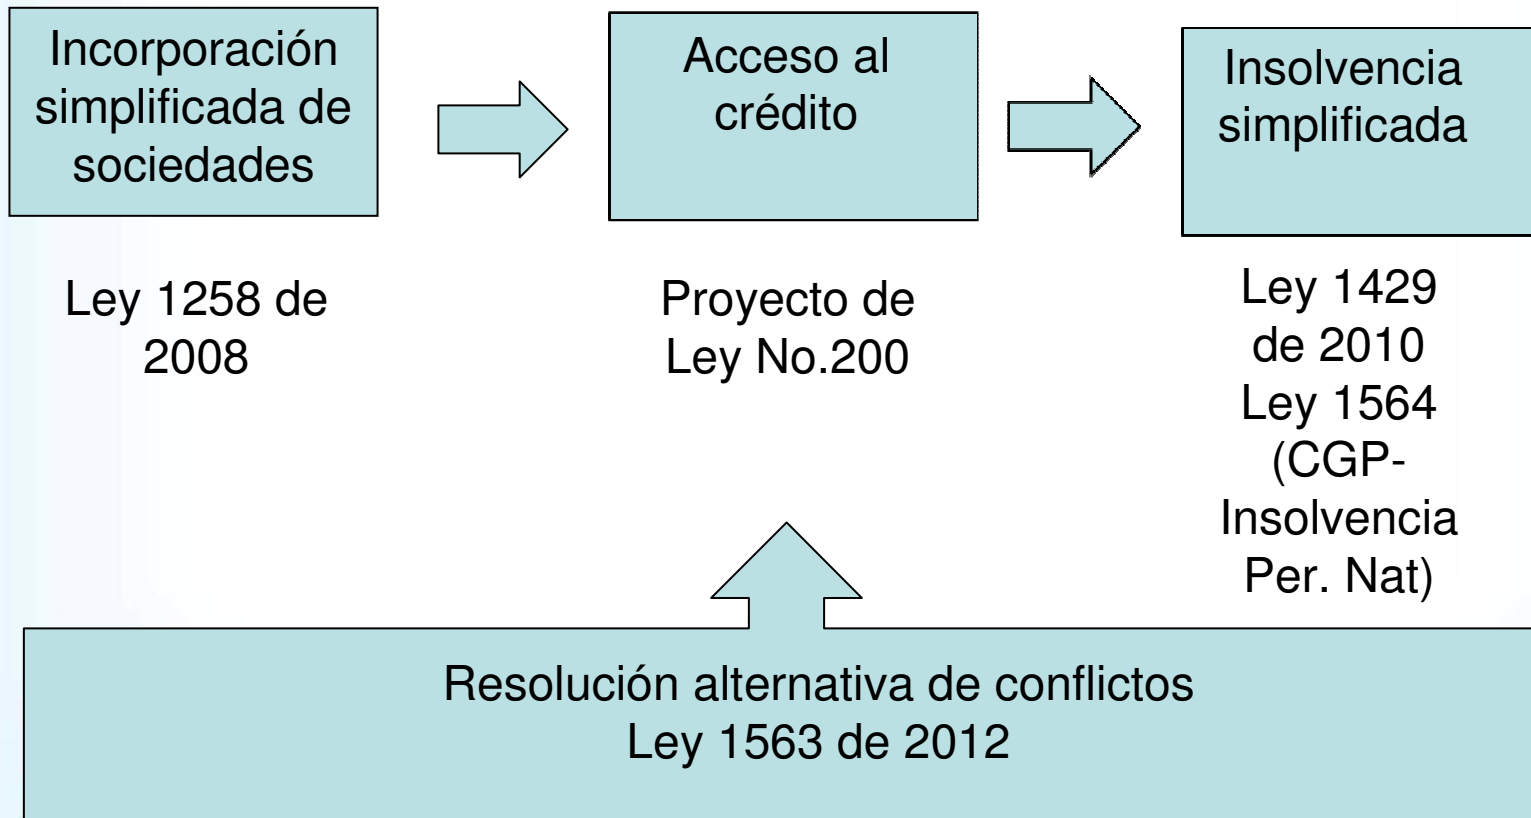 Incorporación
simplificada de
sociedades
Acceso al
crédito
Insolvencia
simplificada
Ley 1258 de
2008
Proyecto de
Ley No.200
Ley 1429
de 2010
Ley 1564
(CGP-
Insolvencia
Per. Nat)
Resolución alternativa de conflictos
Ley 1563 de 2012